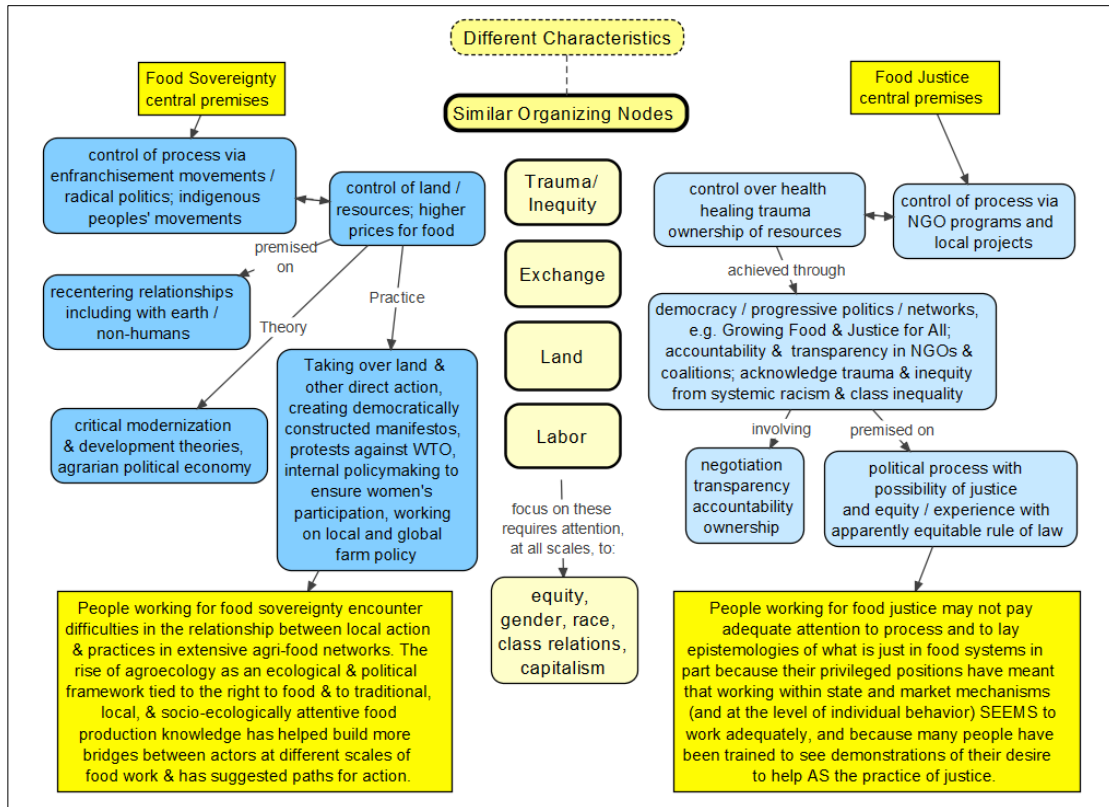 Different Characteristics
Similar Organizing Nodes
Food Sovereignty
central premises
control of process via
enfranchisement movements /
radical politics; indigenous
peoples' movements
control of land /
resources; higher
prices for food
premised
on
recentering relationships
including with earth /
non-humans
Theory
critical modernization
& development theories,
agrarian political economy
Practice
Taking over land &
other direct action,
creating democratically
constructed manifestos,
protests against WTO,
internal policymaking to
ensure women's
participation, working
on local and global
farm policy
People working for food sovereignty encounter
difficulties in the relationship between local action
& practices in extensive agri-food networks. The
rise of agroecology as an ecological & political
framework tied to the right to food & to traditional,
local, & socio-ecologically attentive food
production knowledge has helped build more
bridges between actors at different scales of
food work & has suggested paths for action.
Trauma/
Inequity
Exchange
Land
Labor
focus on these
requires attention,
at all scales, to:
equity,
gender, race,
class relations,
capitalism
Food Justice
central premises
control over health
healing trauma
ownership of resources
control of process via
NGO programs and
local projects
achieved through
democracy / progressive politics / networks,
e.g. Growing Food & Justice for All;
accountability & transparency in NGOs &
coalitions; acknowledge trauma & inequity
from systemic racism & class inequality
involving
negotiation
transparency
accountability
ownership
premised on
political process with
possibility of justice
and equity / experience with
apparently equitable rule of law
People working for food justice may not pay
adequate attention to process and to lay
epistemologies of what is just in food systems in
part because their privileged positions have meant
that working within state and market mechanisms
(and at the level of individual behavior) SEEMS to
work adequately, and because many people have
been trained to see demonstrations of their desire
to help AS the practice of justice.